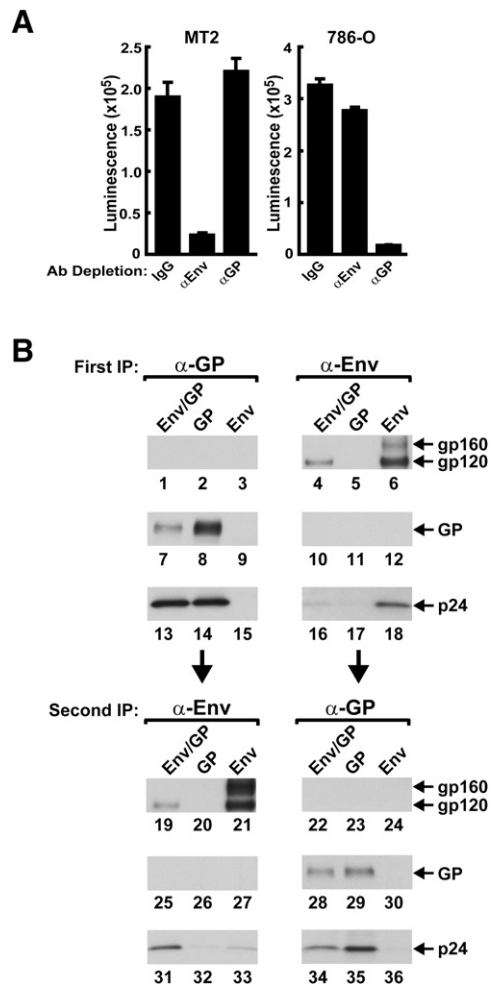 A
MT2
786-O
Luminescence (x10⁵)
2.5
2.0
1.5
1.0
0.5
0
Luminescence (x10⁵)
4
3
2
1
0
Ab Depletion:
IgG
αEnv
αGP
IgG
αEnv
αGP
B
First IP:
α-GP
α-Env
Env/GP
GP
Env
Env/GP
GP
Env
gp160
gp120
1 2 3
4 5 6
GP
7 8 9
10 11 12
p24
13 14 15
16 17 18
Second IP:
α-Env
α-GP
Env/GP
GP
Env
Env/GP
GP
Env
gp160
gp120
19 20 21
22 23 24
GP
25 26 27
28 29 30
p24
31 32 33
34 35 36